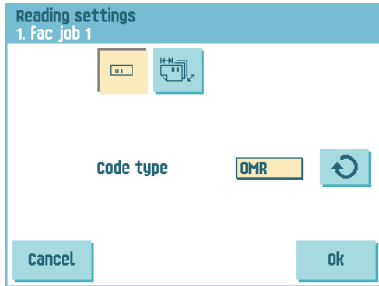 Reading settings
1. Fac job 1
Code type
OMR
Cancel
Ok